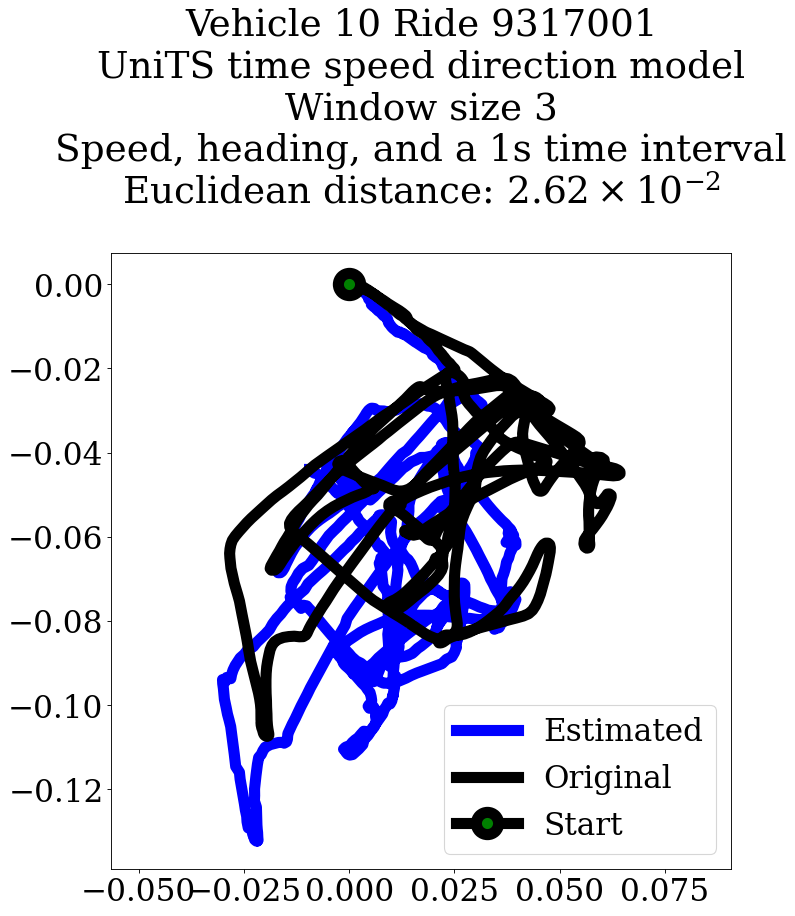 Vehicle 10 Ride 9317001
UniTS time speed direction model
Window size 3
Speed, heading, and a 1s time interval
Euclidean distance: 2.62 × 10⁻²
0.00
−0.02
−0.04
−0.06
−0.08
−0.10
−0.12
Estimated
Original
Start
−0.050 −0.025 0.000 0.025 0.050 0.075